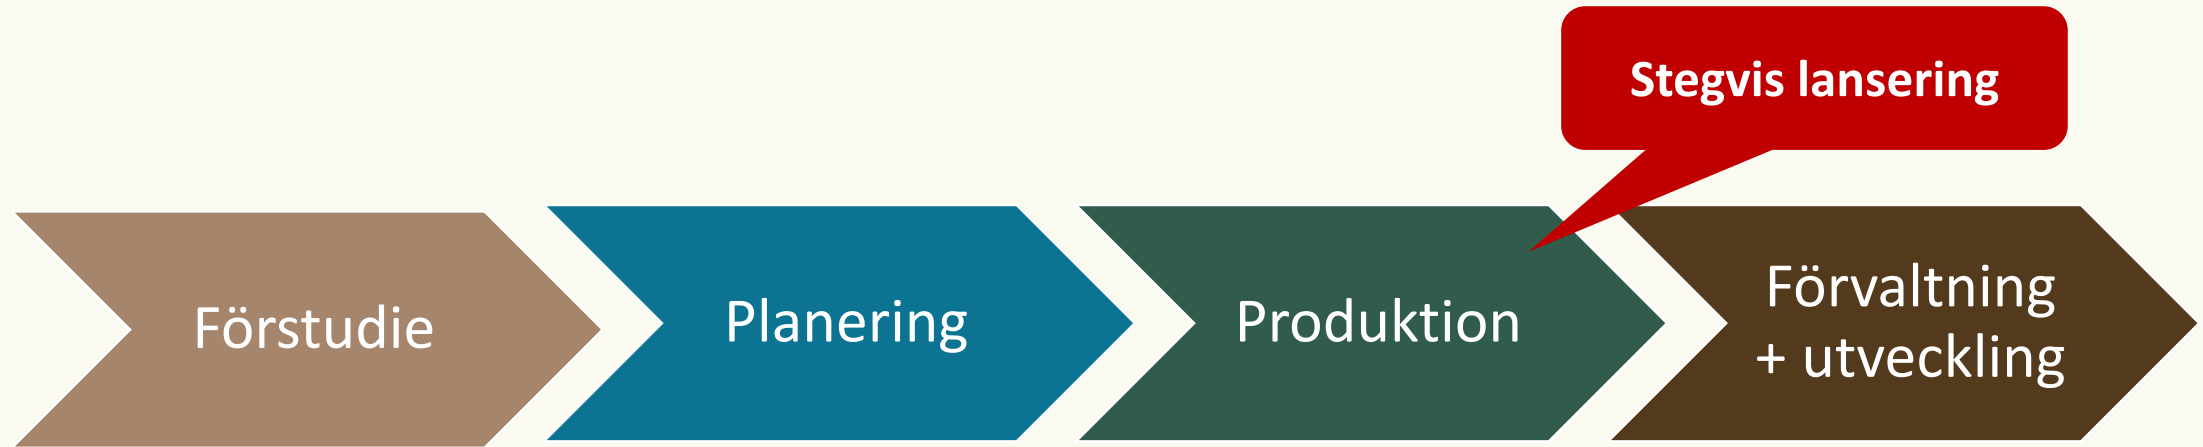 Stegvis lansering
Förstudie
Planering
Produktion
Förvaltning
+ utveckling